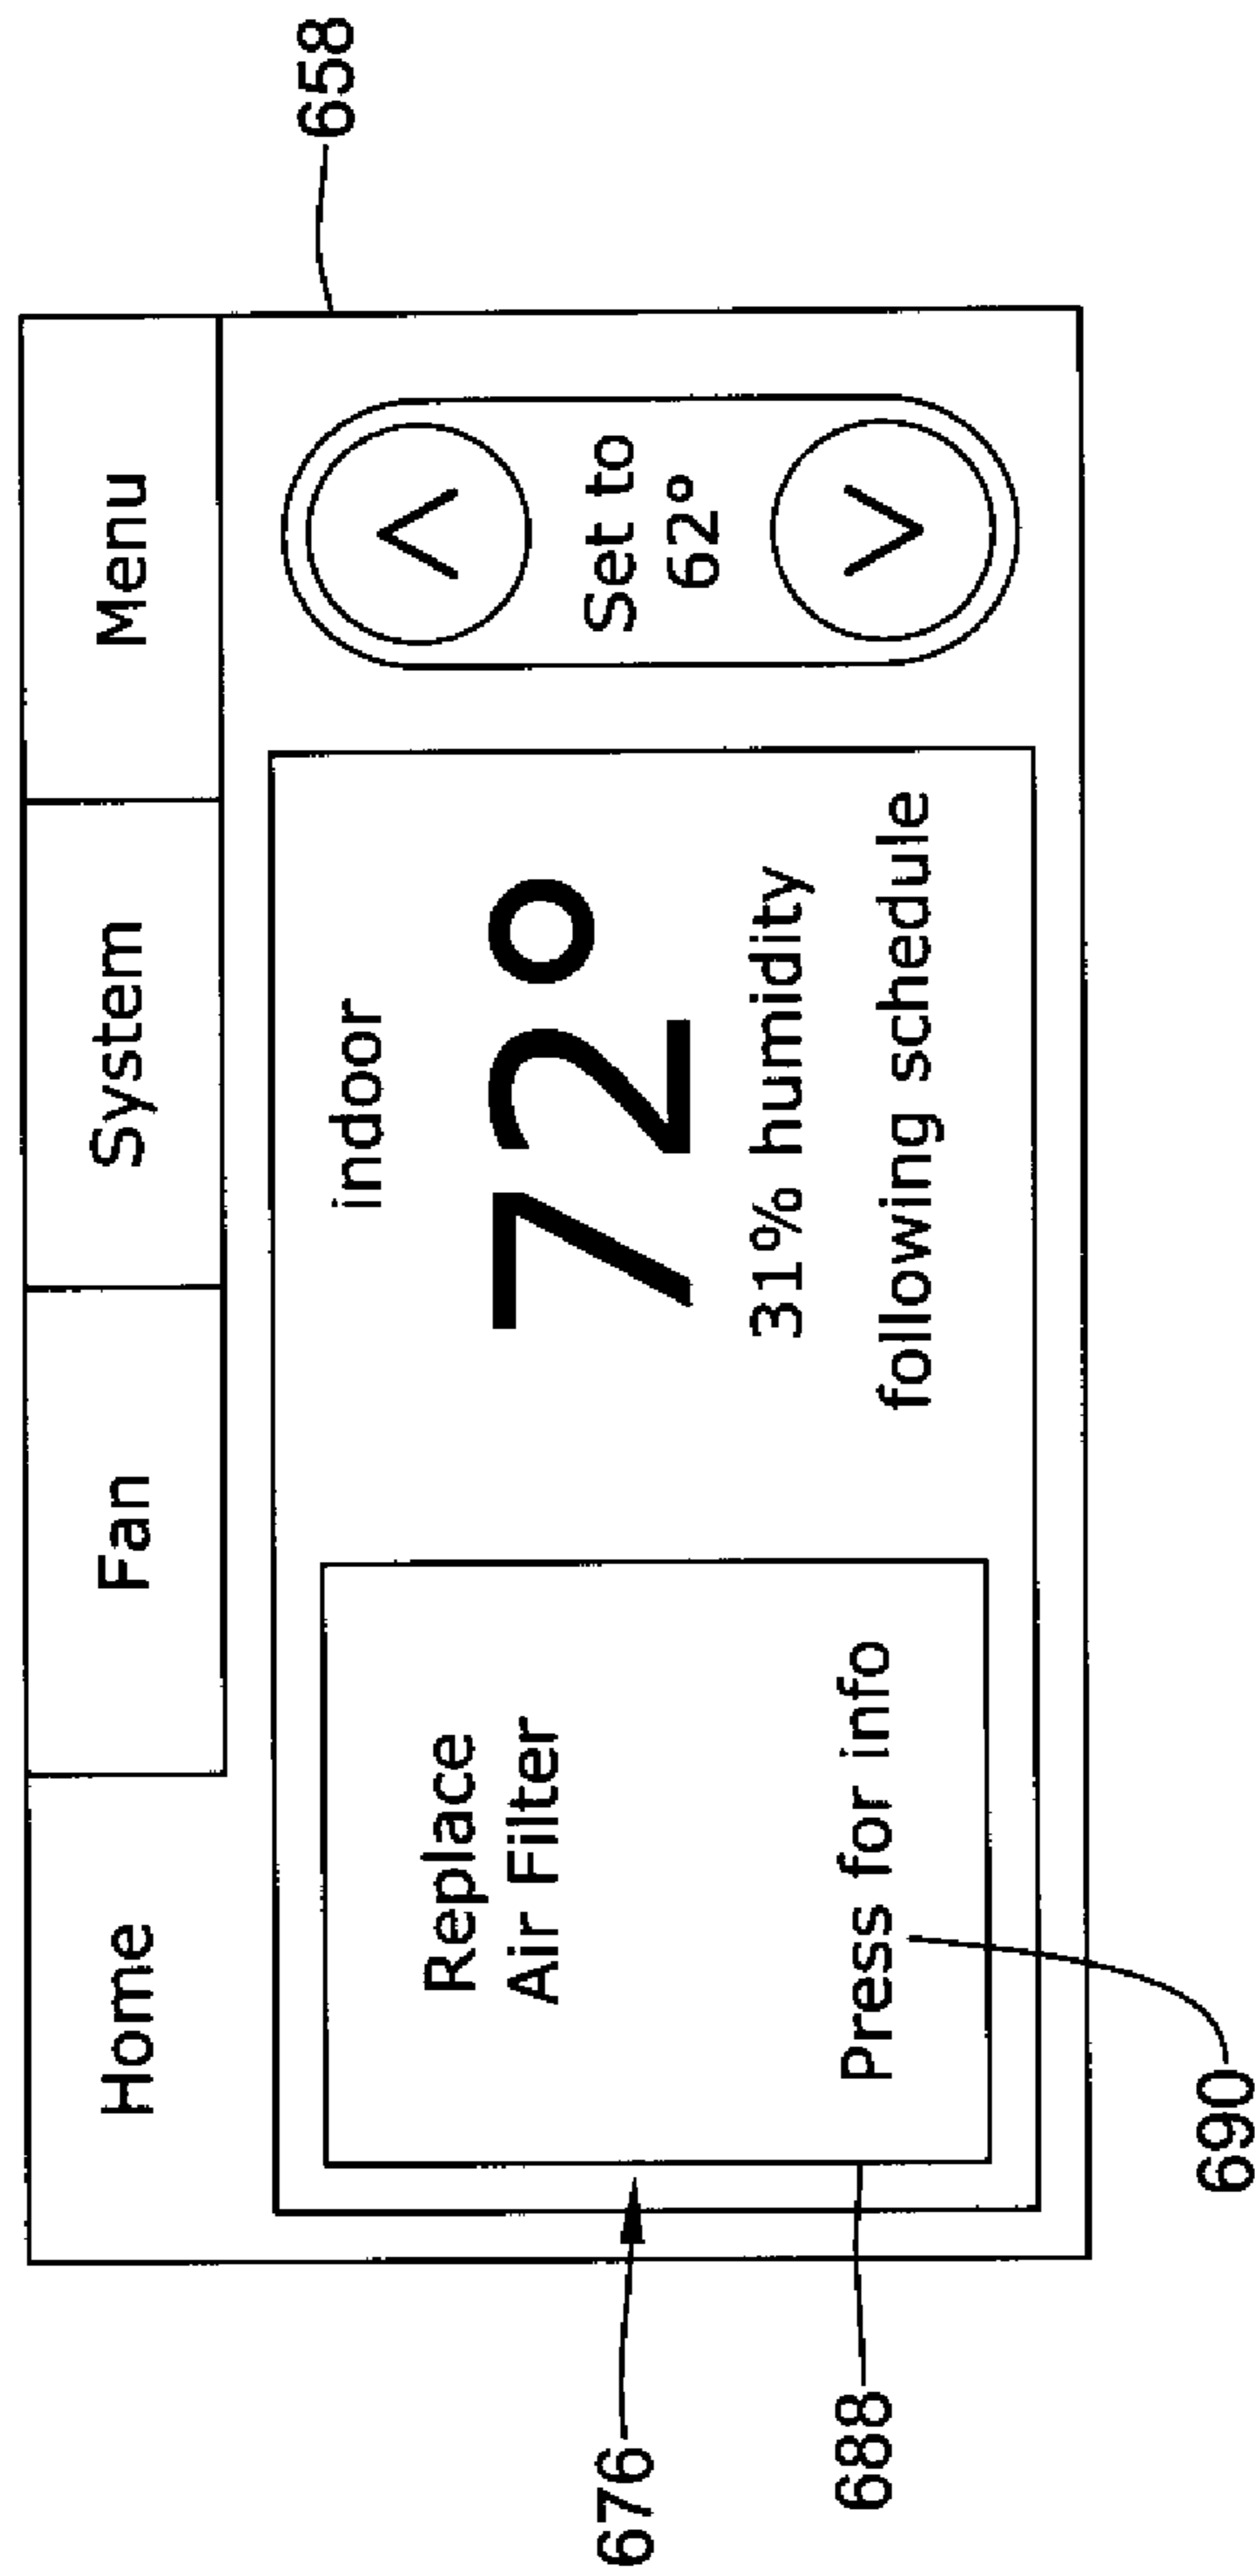 Home
Fan
System
Menu
658
Replace
Air Filter
Press for info
indoor
72°
31% humidity
following schedule
Set to
62°
676
688
690